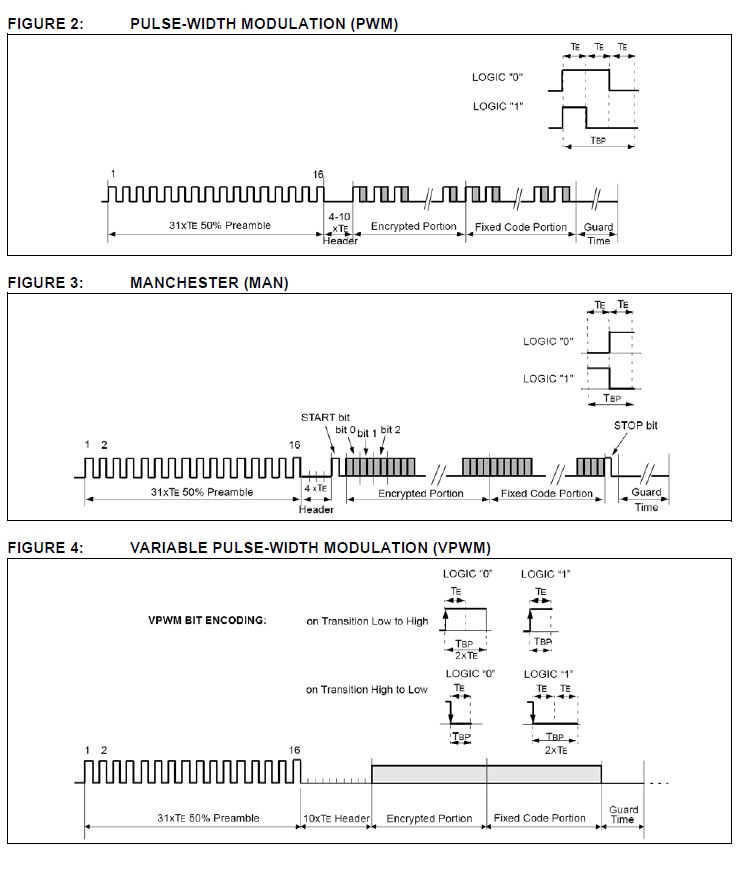 FIGURE 2: PULSE-WIDTH MODULATION (PWM)
TE TE TE
LOGIC "0"
LOGIC "1"
TBP
1 16
31xTE 50% Preamble
4-10
xTE
Header
Encrypted Portion
Fixed Code Portion
Guard
Time
FIGURE 3: MANCHESTER (MAN)
TE TE
LOGIC "0"
LOGIC "1"
TBP
START bit
bit 0 bit 1 bit 2
STOP bit
1 2 16
31xTE 50% Preamble
4 xTE
Header
Encrypted Portion
Fixed Code Portion
Guard
Time
FIGURE 4: VARIABLE PULSE-WIDTH MODULATION (VPWM)
LOGIC “0” LOGIC “1”
TE TE
VPWM BIT ENCODING: on Transition Low to High
TBP TBP
2xTE
LOGIC “0” LOGIC “1”
on Transition High to Low TE TE TE
TBP TBP
2xTE
1 2 16
31xTE 50% Preamble
10xTE Header
Encrypted Portion
Fixed Code Portion
Guard
Time